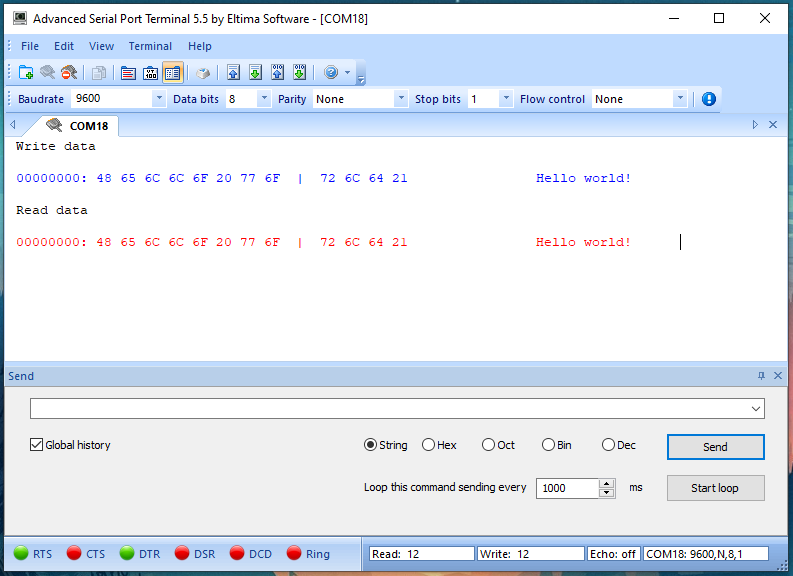 Advanced Serial Port Terminal 5.5 by Eltima Software - [COM18]
File Edit View Terminal Help
Baudrate 9600 Data bits 8 Parity None Stop bits 1 Flow control None
COM18
Write data
00000000: 48 65 6C 6C 6F 20 77 6F | 72 6C 64 21 Hello world!
Read data
00000000: 48 65 6C 6C 6F 20 77 6F | 72 6C 64 21 Hello world!
Send
Global history String Hex Oct Bin Dec Send
Loop this command sending every 1000 ms Start loop
RTS CTS DTR DSR DCD Ring Read: 12 Write: 12 Echo: off COM18: 9600,N,8,1